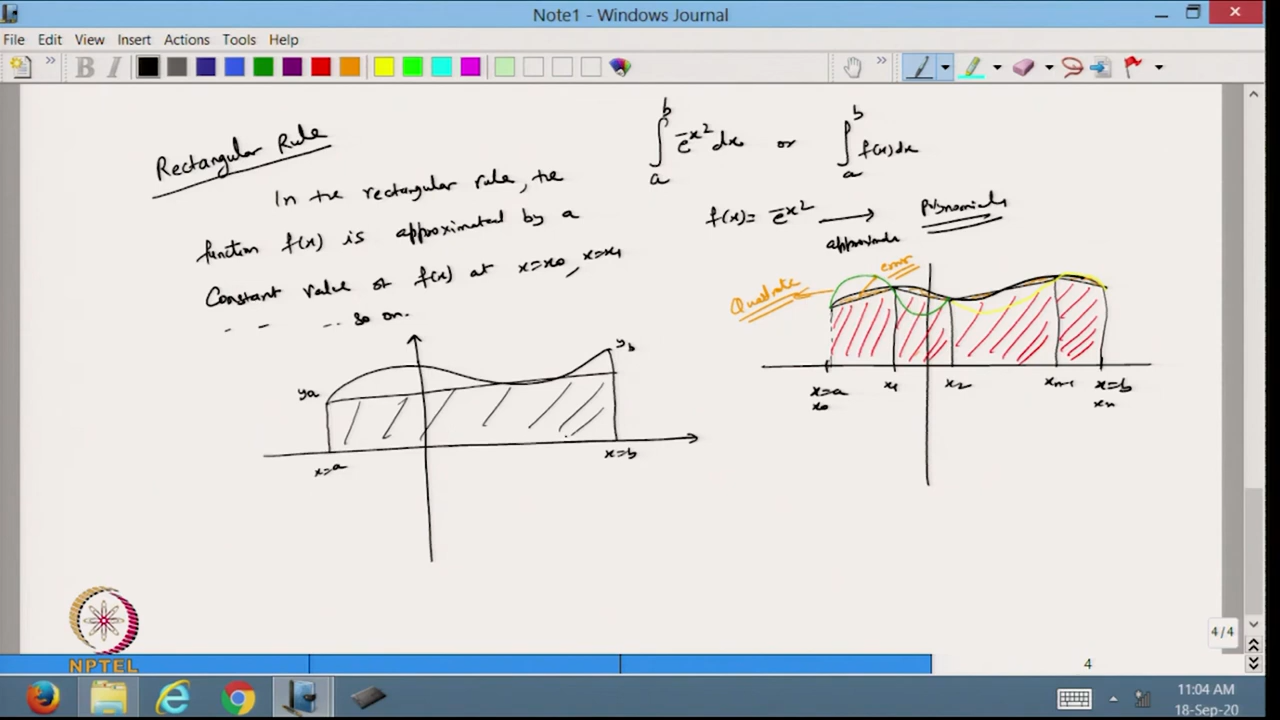 Note1 - Windows Journal
File Edit View Insert Actions Tools Help
Rectangular Rule
In the rectangular rule, the
function f(x) is approximated by a
Constant value of f(x) at x=x₀, x=x₁
- - - .. so on.
∫ₐᵇ e^-x² dx or ∫ₐᵇ f(x)dx
f(x)= e^-x² → polynomials
approximate
Quadratic
error
x=a x₁ x₂ xn-1 x=b
x₀ xn
ya
yb
x=a
x=b
NPTEL
4/4
4
11:04 AM
18-Sep-20